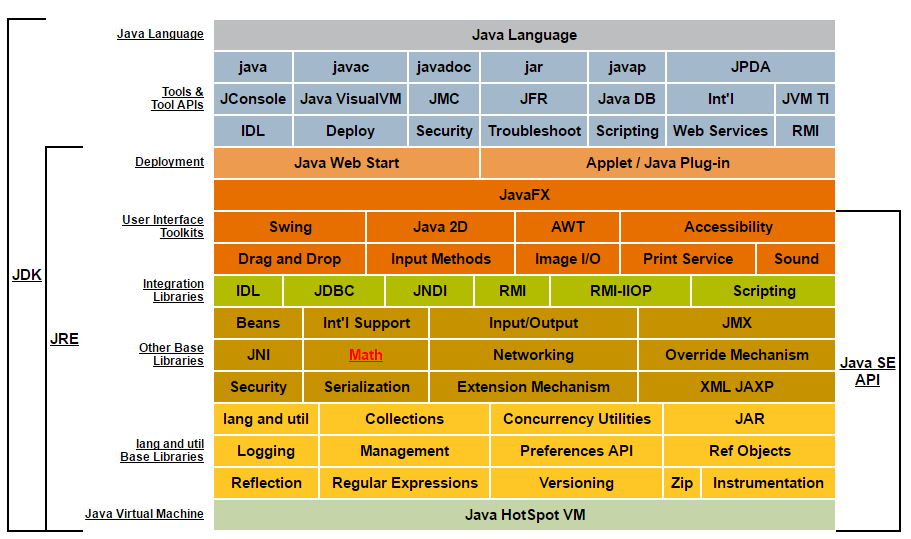 Java Language
Java Language
java javac javadoc jar javap JPDA
Tools &
Tool APIs
JConsole Java VisualVM JMC JFR Java DB Int'l JVM TI
IDL Deploy Security Troubleshoot Scripting Web Services RMI
Deployment
Java Web Start Applet / Java Plug-in
JavaFX
User Interface
Toolkits
Swing Java 2D AWT Accessibility
Drag and Drop Input Methods Image I/O Print Service Sound
Integration
Libraries
IDL JDBC JNDI RMI RMI-IIOP Scripting
Beans Int'l Support Input/Output JMX
Other Base
Libraries
JNI Math Networking Override Mechanism
Security Serialization Extension Mechanism XML JAXP
lang and util Collections Concurrency Utilities JAR
lang and util
Base Libraries
Logging Management Preferences API Ref Objects
Reflection Regular Expressions Versioning Zip Instrumentation
Java Virtual Machine
Java HotSpot VM
JDK
JRE
Java SE
API